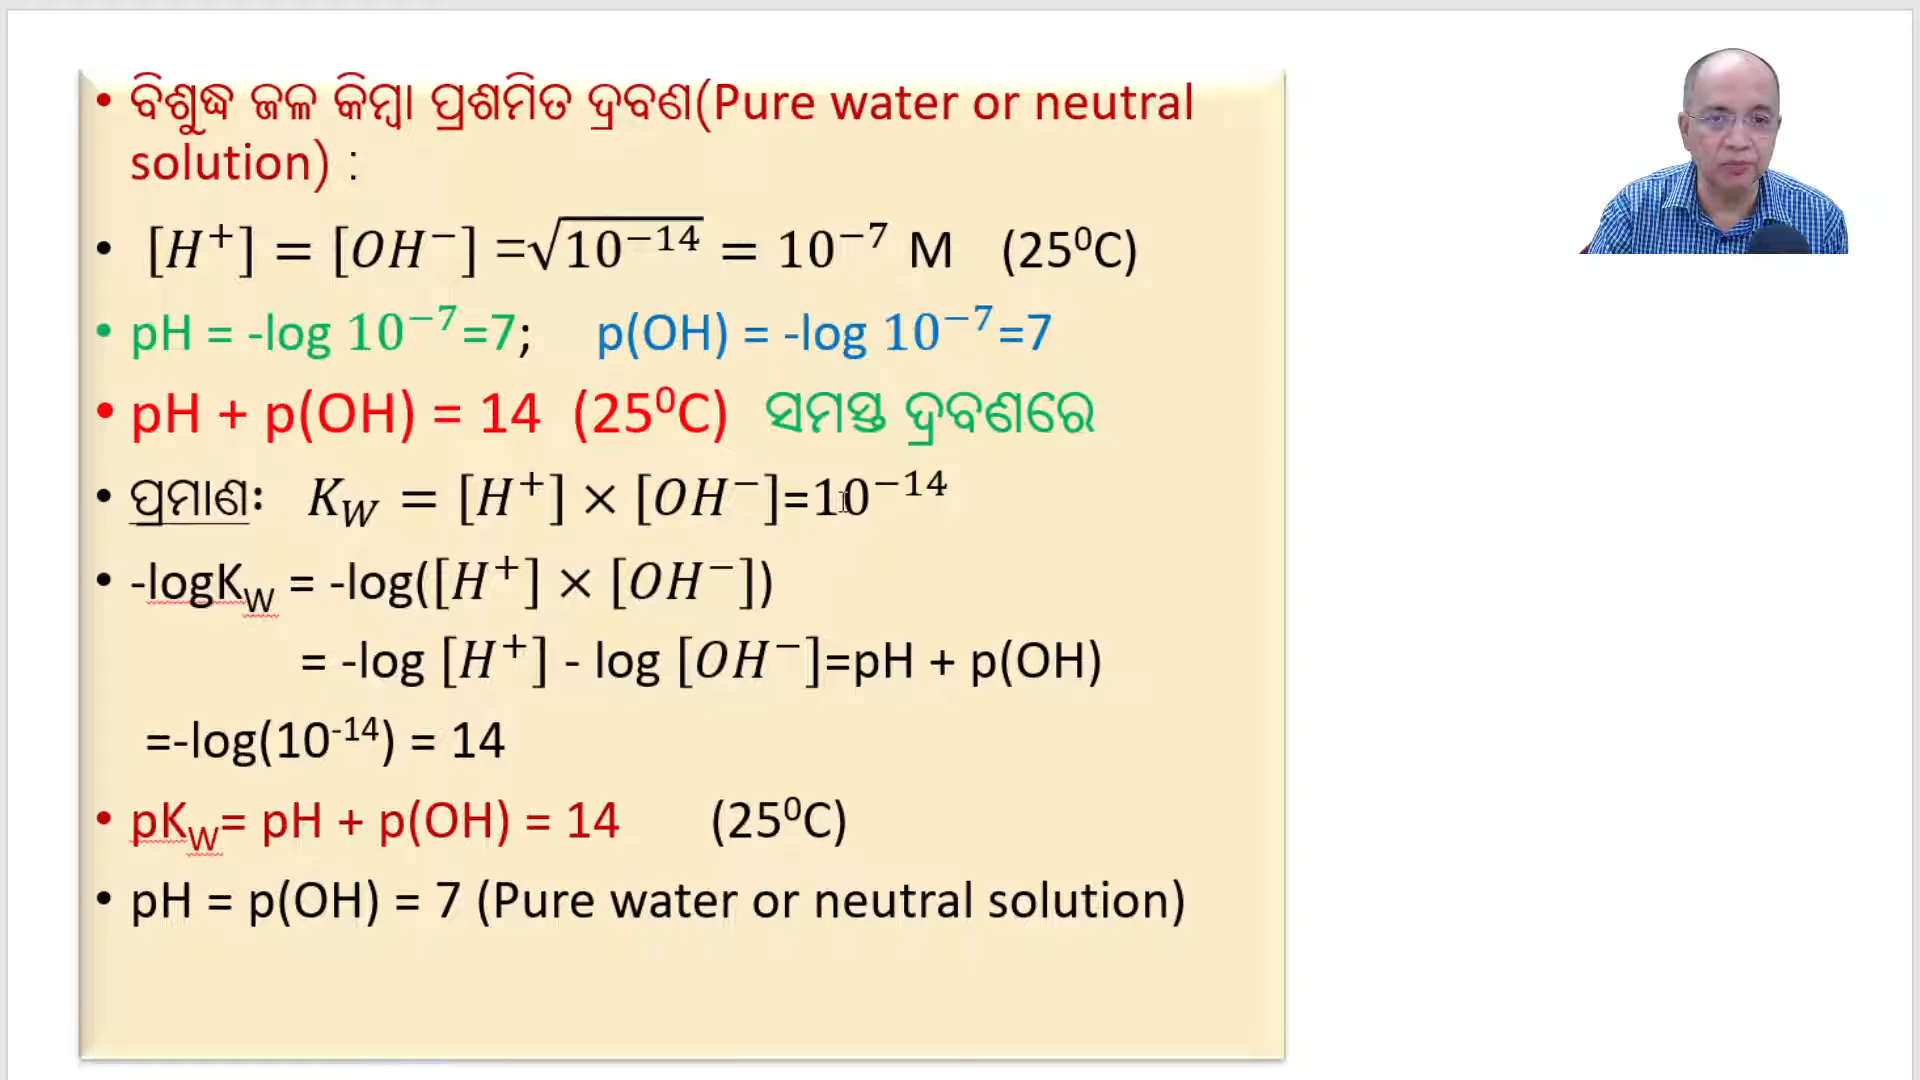 • ବିଶୁଦ୍ଧ ଜଳ କିମ୍ବା ପ୍ରଶମିତ ଦ୍ରବଣ(Pure water or neutral
solution) :
• [H⁺] = [OH⁻] =√10⁻¹⁴ = 10⁻⁷ M (25⁰C)
• pH = -log 10⁻⁷=7; p(OH) = -log 10⁻⁷=7
• pH + p(OH) = 14 (25⁰C) ସମସ୍ତ ଦ୍ରବଣରେ
• ପ୍ରମାଣଃ K_W = [H⁺] × [OH⁻]=10⁻¹⁴
• -logK_W = -log([H⁺] × [OH⁻])
= -log [H⁺] - log [OH⁻]=pH + p(OH)
=-log(10⁻¹⁴) = 14
• pK_W= pH + p(OH) = 14 (25⁰C)
• pH = p(OH) = 7 (Pure water or neutral solution)